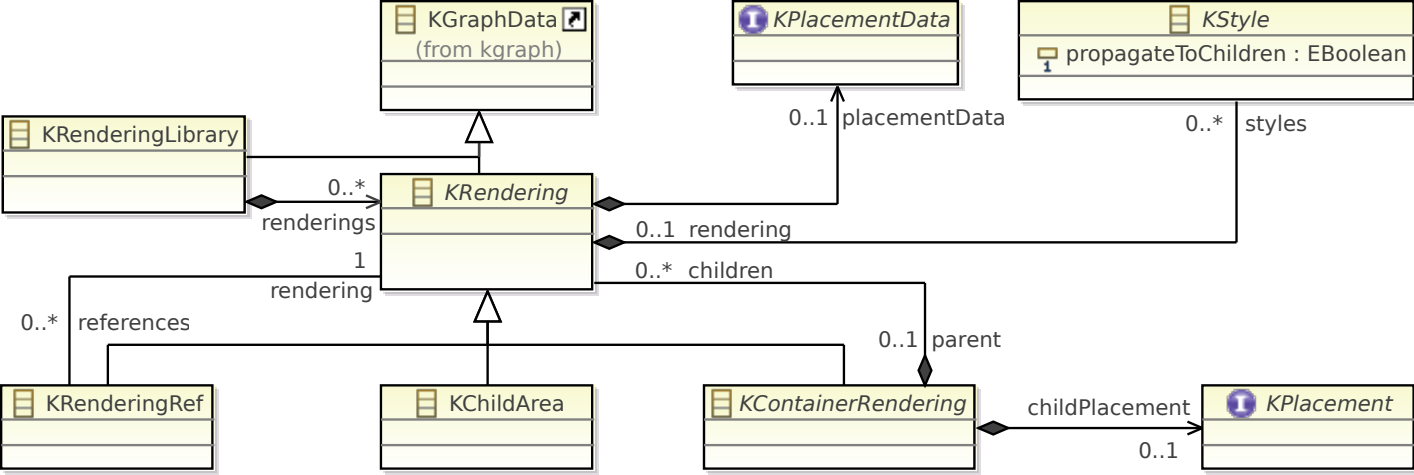 KGraphData
(from kgraph)
KPlacementData
KStyle
propagateToChildren : EBoolean
1
KRenderingLibrary
0..1 placementData
0..* styles
0..*
renderings
KRendering
0..1 rendering
0..* children
1
rendering
0..* references
0..1 parent
KRenderingRef
KChildArea
KContainerRendering
childPlacement
0..1
KPlacement